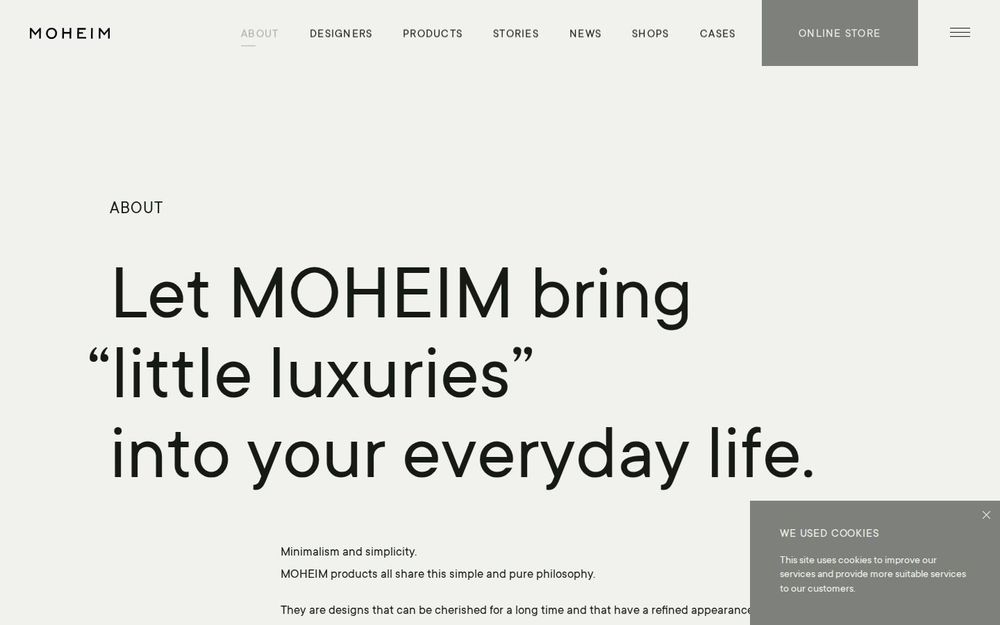 MOHEIM
ABOUT DESIGNERS PRODUCTS STORIES NEWS SHOPS CASES ONLINE STORE
ABOUT
Let MOHEIM bring
“little luxuries”
into your everyday life.
Minimalism and simplicity.
MOHEIM products all share this simple and pure philosophy.
They are designs that can be cherished for a long time and that have a refined appearance
WE USED COOKIES
This site uses cookies to improve our
services and provide more suitable services
to our customers.